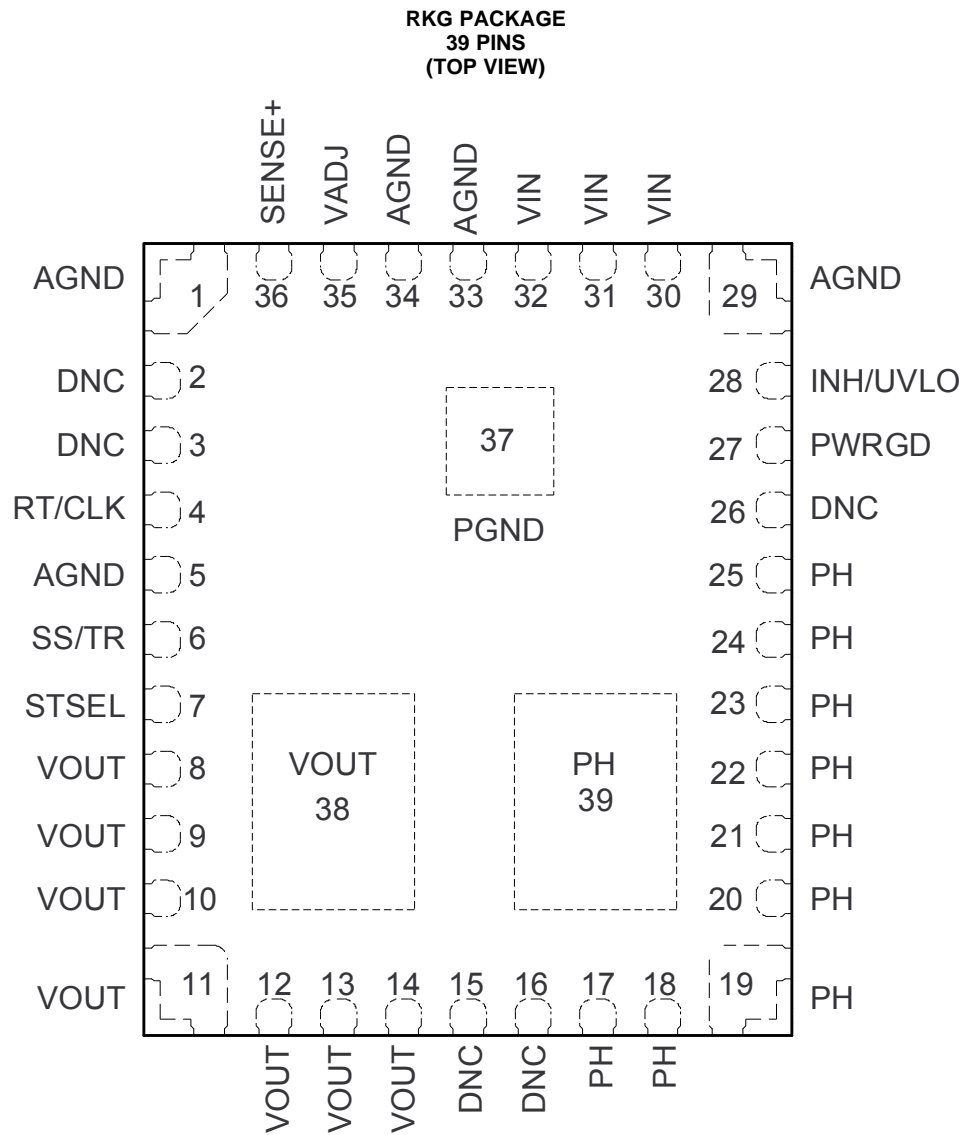 RKG PACKAGE
39 PINS
(TOP VIEW)
SENSE+
VADJ
AGND
AGND
VIN
VIN
VIN
AGND
1
36
35
34
33
32
31
30
29
AGND
DNC
2
28
INH/UVLO
DNC
3
37
27
PWRGD
RT/CLK
4
26
DNC
PGND
AGND
5
25
PH
SS/TR
6
24
PH
STSEL
7
23
PH
VOUT
8
VOUT
38
PH
39
22
PH
VOUT
9
21
PH
VOUT
10
20
PH
VOUT
11
12
13
14
15
16
17
18
19
PH
VOUT
VOUT
VOUT
DNC
DNC
PH
PH